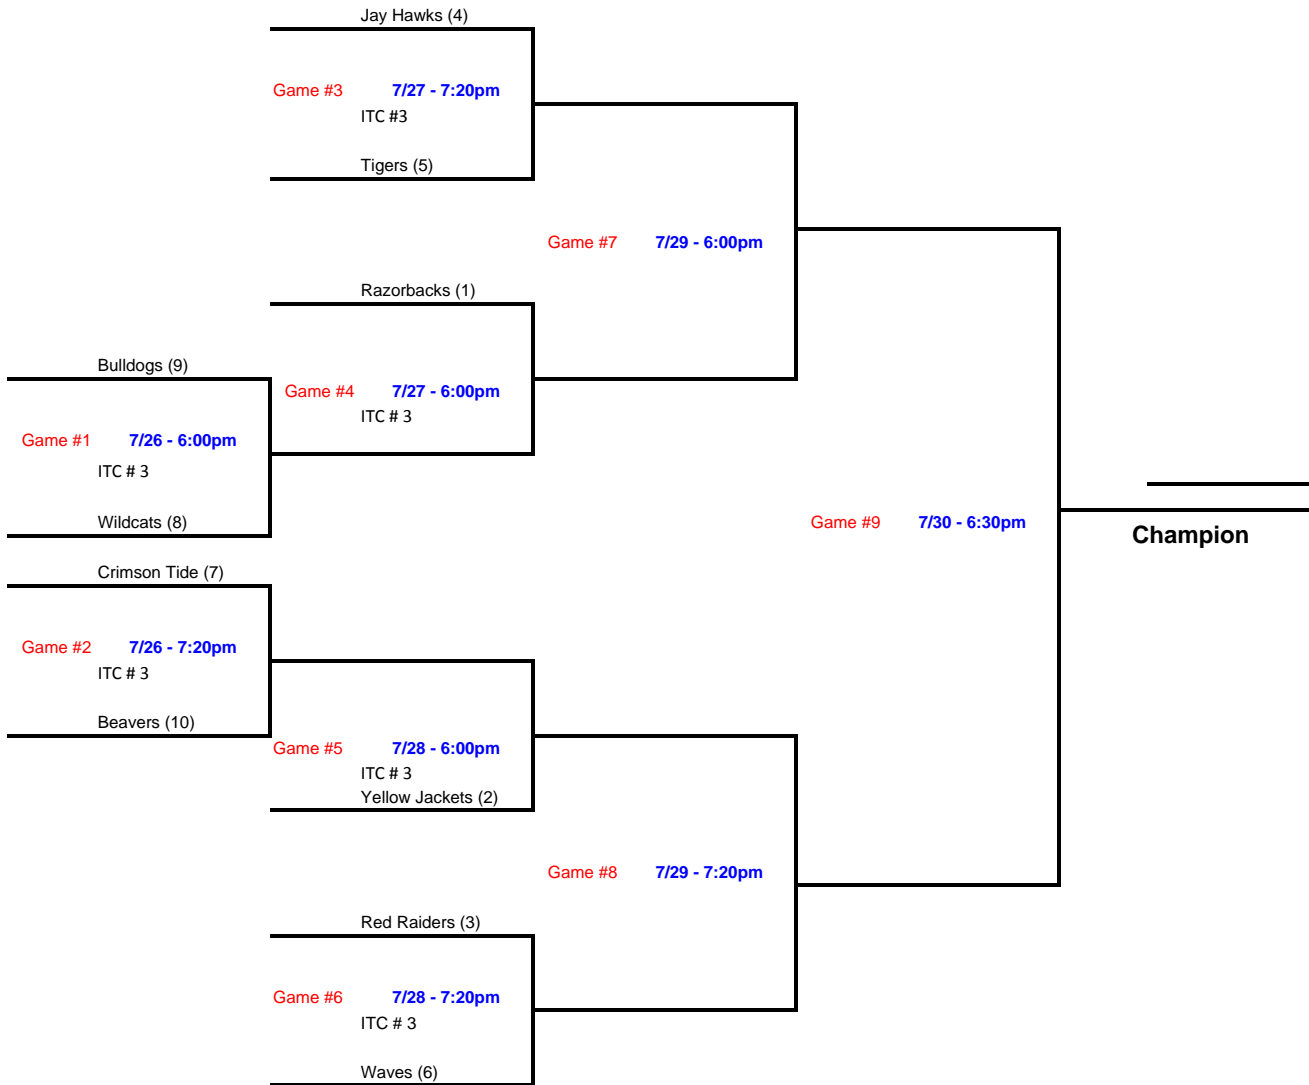 Jay Hawks (4)
Game #3 7/27 - 7:20pm
ITC #3
Tigers (5)
Game #7 7/29 - 6:00pm
Razorbacks (1)
Bulldogs (9)
Game #4 7/27 - 6:00pm
ITC # 3
Game #1 7/26 - 6:00pm
ITC # 3
Wildcats (8)
Game #9 7/30 - 6:30pm
Champion
Crimson Tide (7)
Game #2 7/26 - 7:20pm
ITC # 3
Beavers (10)
Game #5 7/28 - 6:00pm
ITC # 3
Yellow Jackets (2)
Game #8 7/29 - 7:20pm
Red Raiders (3)
Game #6 7/28 - 7:20pm
ITC # 3
Waves (6)